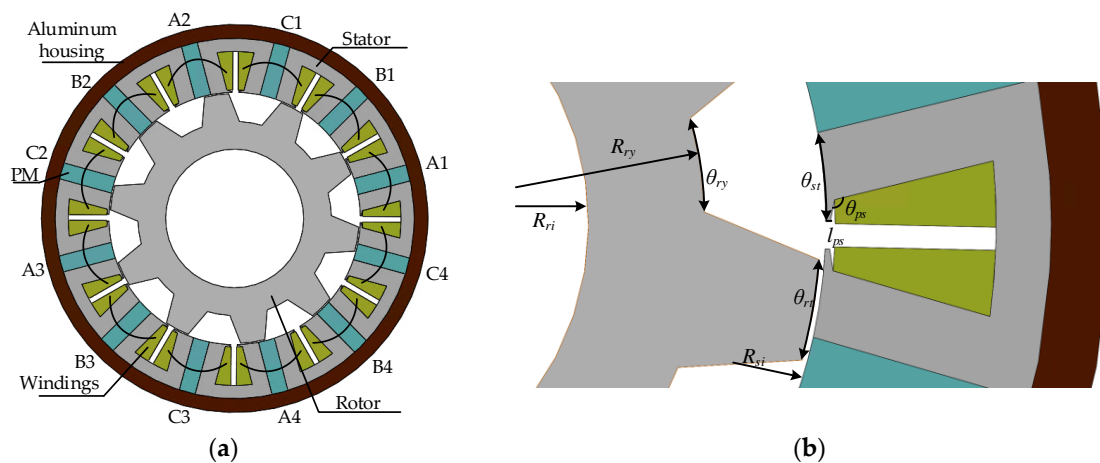 A2
C1
Aluminum
housing
Stator
B2
B1
C2
PM
A1
A3
C4
B3
B4
Windings
C3
A4
Rotor
(a)
R_ry
θ_ry
θ_st
R_ri
θ_ps
l_ps
θ_rt
R_si
(b)